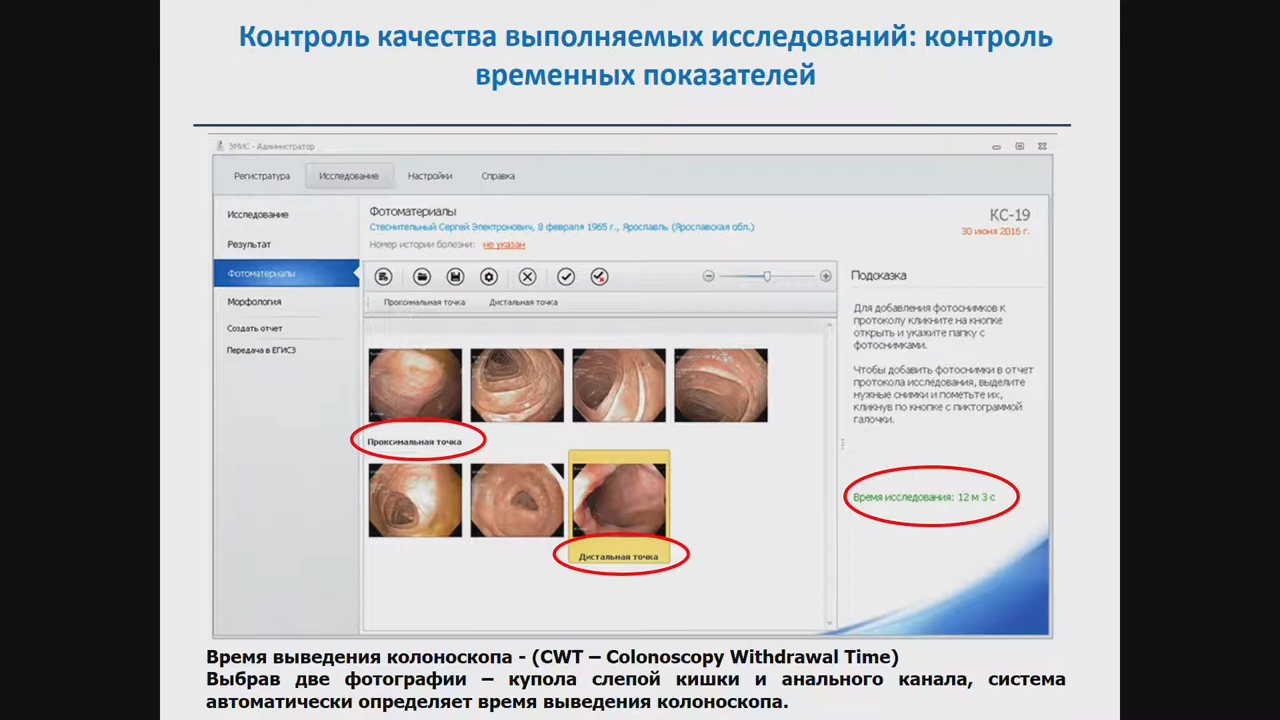 Контроль качества выполняемых исследований: контроль
временных показателей
ЭМИС - Администратор
Регистратура
Исследование
Настройки
Справка
Исследование
Результат
Фотоматериалы
Морфология
Создать отчет
Передача в ЕГИСЗ
Фотоматериалы
Стеснительный Сергей Электронович, 8 февраля 1965 г., Ярославль (Ярославская обл.)
Номер истории болезни: не указан
КС-19
30 июня 2016 г.
Проксимальная точка
Дистальная точка
Проксимальная точка
Дистальная точка
Подсказка
Для добавления фотоснимков к
протоколу кликните на кнопке
открыть и укажите папку с
фотоснимками.
Чтобы добавить фотоснимки в отчет
протокола исследования, выделите
нужные снимки и пометьте их,
кликнув по кнопке с пиктограммой
галочки.
Время исследования: 12 м 3 с
Время выведения колоноскопа - (CWT – Colonoscopy Withdrawal Time)
Выбрав две фотографии – купола слепой кишки и анального канала, система
автоматически определяет время выведения колоноскопа.